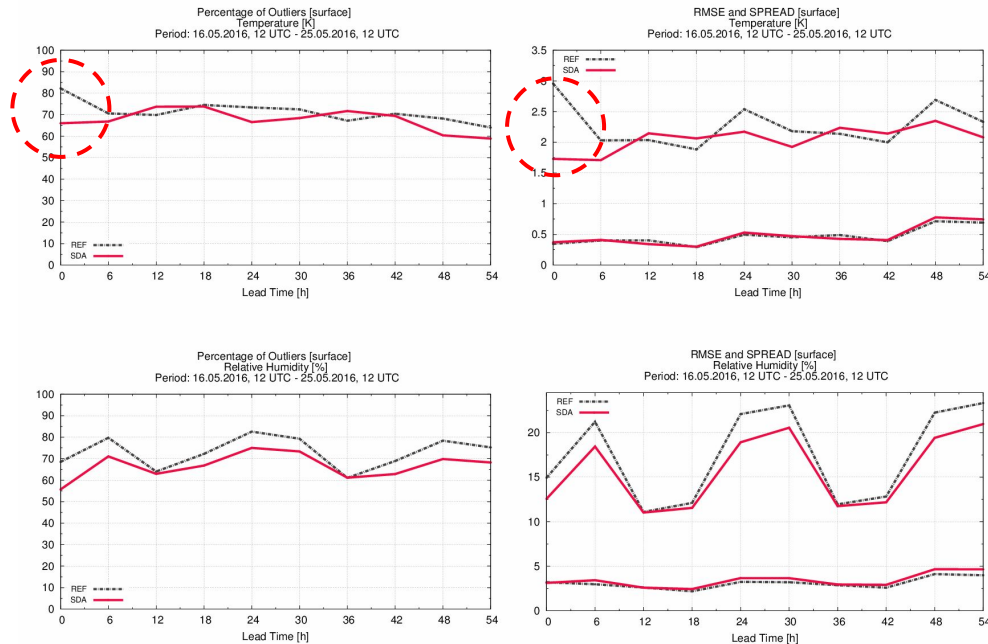 Percentage of Outliers [surface]
Temperature [K]
Period: 16.05.2016, 12 UTC - 25.05.2016, 12 UTC
100
90
80
70
60
50
40
30
20
10
0
REF
SDA
0 6 12 18 24 30 36 42 48 54
Lead Time [h]
RMSE and SPREAD [surface]
Temperature [K]
Period: 16.05.2016, 12 UTC - 25.05.2016, 12 UTC
3.5
3
2.5
2
1.5
1
0.5
0
REF
SDA
0 6 12 18 24 30 36 42 48 54
Lead Time [h]
Percentage of Outliers [surface]
Relative Humidity [%]
Period: 16.05.2016, 12 UTC - 25.05.2016, 12 UTC
100
90
80
70
60
50
40
30
20
10
0
REF
SDA
0 6 12 18 24 30 36 42 48 54
Lead Time [h]
RMSE and SPREAD [surface]
Relative Humidity [%]
Period: 16.05.2016, 12 UTC - 25.05.2016, 12 UTC
REF
SDA
20
15
10
5
0
0 6 12 18 24 30 36 42 48 54
Lead Time [h]